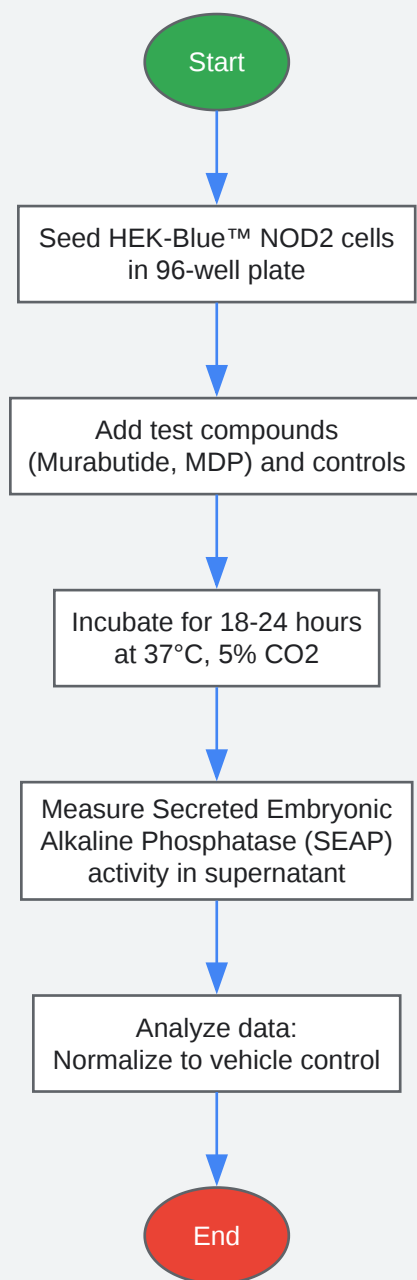 Start
Seed HEK-Blue™ NOD2 cells
in 96-well plate
Add test compounds
(Murabutide, MDP) and controls
Incubate for 18-24 hours
at 37°C, 5% CO2
Measure Secreted Embryonic
Alkaline Phosphatase (SEAP)
activity in supernatant
Analyze data:
Normalize to vehicle control
End